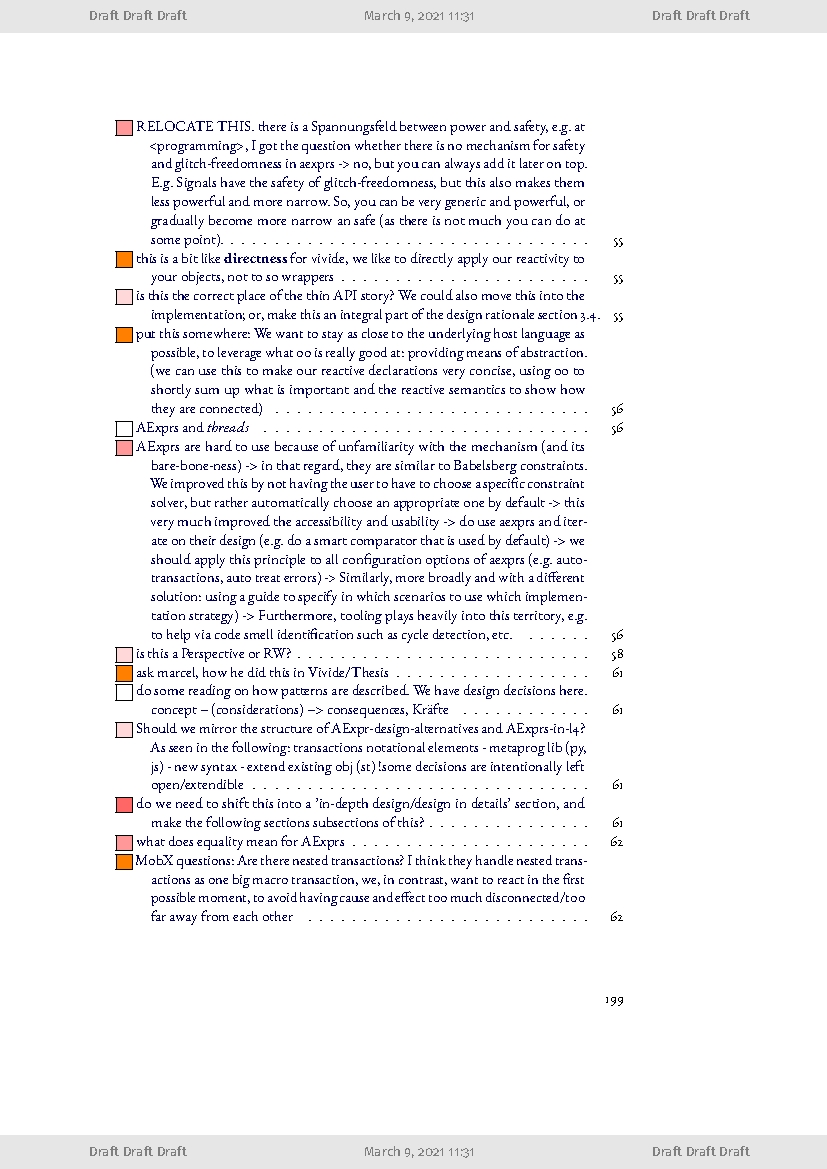 Draft Draft Draft March 9, 2021 11:31 Draft Draft Draft
RELOCATE THIS. there is a Spannungsfeld between power and safety, e.g. at
<programming>, I got the question whether there is no mechanism for safety
and glitch-freedomness in aexprs -> no, but you can always add it later on top.
E.g. Signals have the safety of glitch-freedomness, but this also makes them
less powerful and more narrow. So, you can be very generic and powerful, or
gradually become more narrow an safe (as there is not much you can do at
some point). . . . . . . . . . . . . . . . . . . . . . . . . . . . . . . . . . . 55
this is a bit like directness for vivide, we like to directly apply our reactivity to
your objects, not to so wrappers . . . . . . . . . . . . . . . . . . . . . . . 55
is this the correct place of the thin API story? We could also move this into the
implementation; or, make this an integral part of the design rationale section 3.4. 55
put this somewhere: We want to stay as close to the underlying host language as
possible, to leverage what oo is really good at: providing means of abstraction.
(we can use this to make our reactive declarations very concise, using oo to
shortly sum up what is important and the reactive semantics to show how
they are connected) . . . . . . . . . . . . . . . . . . . . . . . . . . . . . 56
AExprs and threads . . . . . . . . . . . . . . . . . . . . . . . . . . . . . . 56
AExprs are hard to use because of unfamiliarity with the mechanism (and its
bare-bone-ness) -> in that regard, they are similar to Babelsberg constraints.
We improved this by not having the user to have to choose a specific constraint
solver, but rather automatically choose an appropriate one by default -> this
very much improved the accessibility and usability -> do use aexprs and iter-
ate on their design (e.g. do a smart comparator that is used by default) -> we
should apply this principle to all configuration options of aexprs (e.g. auto-
transactions, auto treat errors) -> Similarly, more broadly and with a different
solution: using a guide to specify in which scenarios to use which implemen-
tation strategy) -> Furthermore, tooling plays heavily into this territory, e.g.
to help via code smell identification such as cycle detection, etc. . . . . . . 56
is this a Perspective or RW? . . . . . . . . . . . . . . . . . . . . . . . . . . . 58
ask marcel, how he did this in Vivide/Thesis . . . . . . . . . . . . . . . . . . 61
do some reading on how patterns are described. We have design decisions here.
concept – (considerations) –> consequences, Kräfte . . . . . . . . . . . . 61
Should we mirror the structure of AExpr-design-alternatives and AExprs-in-l4?
As seen in the following: transactions notational elements - metaprog lib (py,
js) - new syntax - extend existing obj (st) !some decisions are intentionally left
open/extendible . . . . . . . . . . . . . . . . . . . . . . . . . . . . . . . 61
do we need to shift this into a 'in-depth design/design in details' section, and
make the following sections subsections of this? . . . . . . . . . . . . . . . 61
what does equality mean for AExprs . . . . . . . . . . . . . . . . . . . . . . 62
MobX questions: Are there nested transactions? I think they handle nested trans-
actions as one big macro transaction, we, in contrast, want to react in the first
possible moment, to avoid having cause and effect too much disconnected/too
far away from each other . . . . . . . . . . . . . . . . . . . . . . . . . . 62
199
Draft Draft Draft March 9, 2021 11:31 Draft Draft Draft